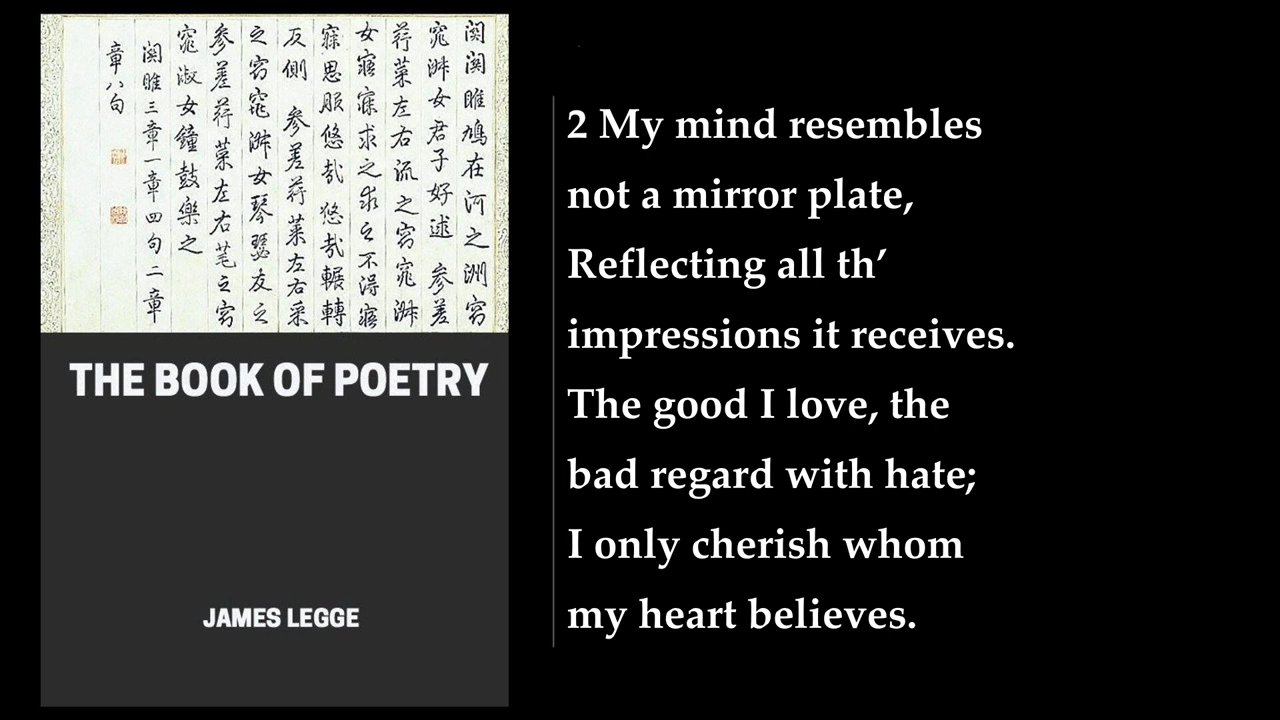 關關雎鳩在河之洲窈
窕淑女君子好逑 参差
荇菜左右流之窈窕淑
女寤寐求之求之不得寤
寐思服悠哉悠哉輾轉
反側 参差荇菜左右采
之窈窕淑女琴瑟友之
参差荇菜左右芼之窈
窕淑女鐘鼓樂之
關雎三章一章四句二章
章八句
THE BOOK OF POETRY
JAMES LEGGE
2 My mind resembles
not a mirror plate,
Reflecting all th’
impressions it receives.
The good I love, the
bad regard with hate;
I only cherish whom
my heart believes.